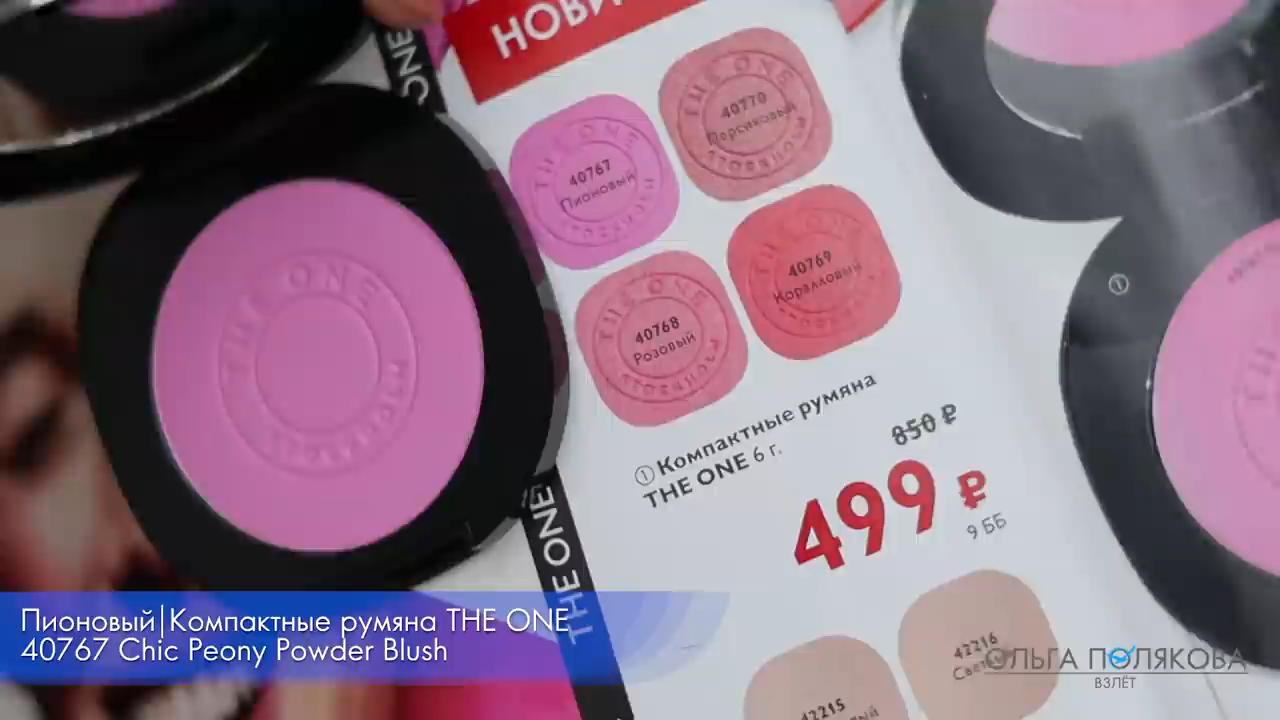 НОВИ
THE ONE
40770
Персиковый
THE ONE
40767
Пионовый
THE ONE
40769
Коралловый
THE ONE
40768
Розовый
① Компактные румяна
THE ONE 6 г.
850 ₽
499 ₽
9 ББ
THE ONE
ONE
THE ONE
①
42216
42215
Пионовый|Компактные румяна THE ONE
40767 Chic Peony Powder Blush
ОЛЬГА ПОЛЯКОВА
ВЗЛЁТ